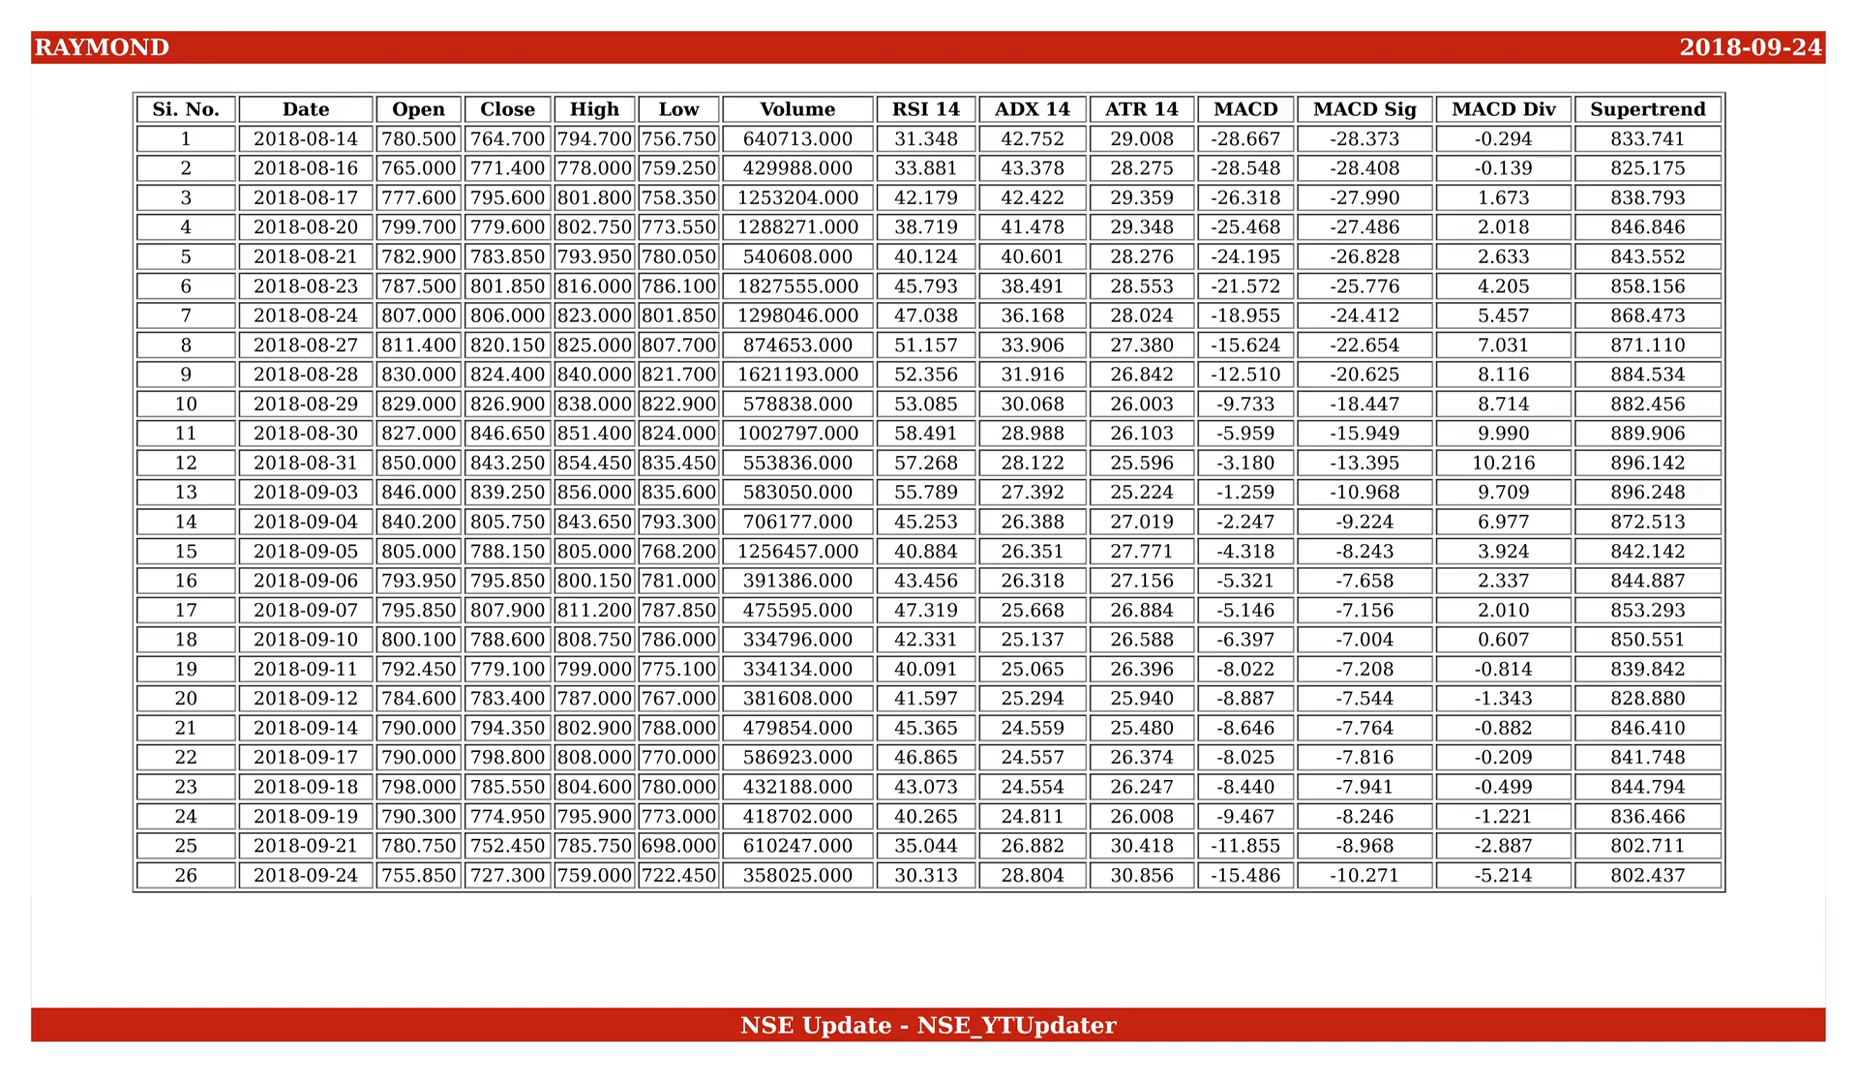 RAYMOND 2018-09-24
Si. No. Date Open Close High Low Volume RSI 14 ADX 14 ATR 14 MACD MACD Sig MACD Div Supertrend
1 2018-08-14 780.500 764.700 794.700 756.750 640713.000 31.348 42.752 29.008 -28.667 -28.373 -0.294 833.741
2 2018-08-16 765.000 771.400 778.000 759.250 429988.000 33.881 43.378 28.275 -28.548 -28.408 -0.139 825.175
3 2018-08-17 777.600 795.600 801.800 758.350 1253204.000 42.179 42.422 29.359 -26.318 -27.990 1.673 838.793
4 2018-08-20 799.700 779.600 802.750 773.550 1288271.000 38.719 41.478 29.348 -25.468 -27.486 2.018 846.846
5 2018-08-21 782.900 783.850 793.950 780.050 540608.000 40.124 40.601 28.276 -24.195 -26.828 2.633 843.552
6 2018-08-23 787.500 801.850 816.000 786.100 1827555.000 45.793 38.491 28.553 -21.572 -25.776 4.205 858.156
7 2018-08-24 807.000 806.000 823.000 801.850 1298046.000 47.038 36.168 28.024 -18.955 -24.412 5.457 868.473
8 2018-08-27 811.400 820.150 825.000 807.700 874653.000 51.157 33.906 27.380 -15.624 -22.654 7.031 871.110
9 2018-08-28 830.000 824.400 840.000 821.700 1621193.000 52.356 31.916 26.842 -12.510 -20.625 8.116 884.534
10 2018-08-29 829.000 826.900 838.000 822.900 578838.000 53.085 30.068 26.003 -9.733 -18.447 8.714 882.456
11 2018-08-30 827.000 846.650 851.400 824.000 1002797.000 58.491 28.988 26.103 -5.959 -15.949 9.990 889.906
12 2018-08-31 850.000 843.250 854.450 835.450 553836.000 57.268 28.122 25.596 -3.180 -13.395 10.216 896.142
13 2018-09-03 846.000 839.250 856.000 835.600 583050.000 55.789 27.392 25.224 -1.259 -10.968 9.709 896.248
14 2018-09-04 840.200 805.750 843.650 793.300 706177.000 45.253 26.388 27.019 -2.247 -9.224 6.977 872.513
15 2018-09-05 805.000 788.150 805.000 768.200 1256457.000 40.884 26.351 27.771 -4.318 -8.243 3.924 842.142
16 2018-09-06 793.950 795.850 800.150 781.000 391386.000 43.456 26.318 27.156 -5.321 -7.658 2.337 844.887
17 2018-09-07 795.850 807.900 811.200 787.850 475595.000 47.319 25.668 26.884 -5.146 -7.156 2.010 853.293
18 2018-09-10 800.100 788.600 808.750 786.000 334796.000 42.331 25.137 26.588 -6.397 -7.004 0.607 850.551
19 2018-09-11 792.450 779.100 799.000 775.100 334134.000 40.091 25.065 26.396 -8.022 -7.208 -0.814 839.842
20 2018-09-12 784.600 783.400 787.000 767.000 381608.000 41.597 25.294 25.940 -8.887 -7.544 -1.343 828.880
21 2018-09-14 790.000 794.350 802.900 788.000 479854.000 45.365 24.559 25.480 -8.646 -7.764 -0.882 846.410
22 2018-09-17 790.000 798.800 808.000 770.000 586923.000 46.865 24.557 26.374 -8.025 -7.816 -0.209 841.748
23 2018-09-18 798.000 785.550 804.600 780.000 432188.000 43.073 24.554 26.247 -8.440 -7.941 -0.499 844.794
24 2018-09-19 790.300 774.950 795.900 773.000 418702.000 40.265 24.811 26.008 -9.467 -8.246 -1.221 836.466
25 2018-09-21 780.750 752.450 785.750 698.000 610247.000 35.044 26.882 30.418 -11.855 -8.968 -2.887 802.711
26 2018-09-24 755.850 727.300 759.000 722.450 358025.000 30.313 28.804 30.856 -15.486 -10.271 -5.214 802.437
NSE Update - NSE_YTUpdater